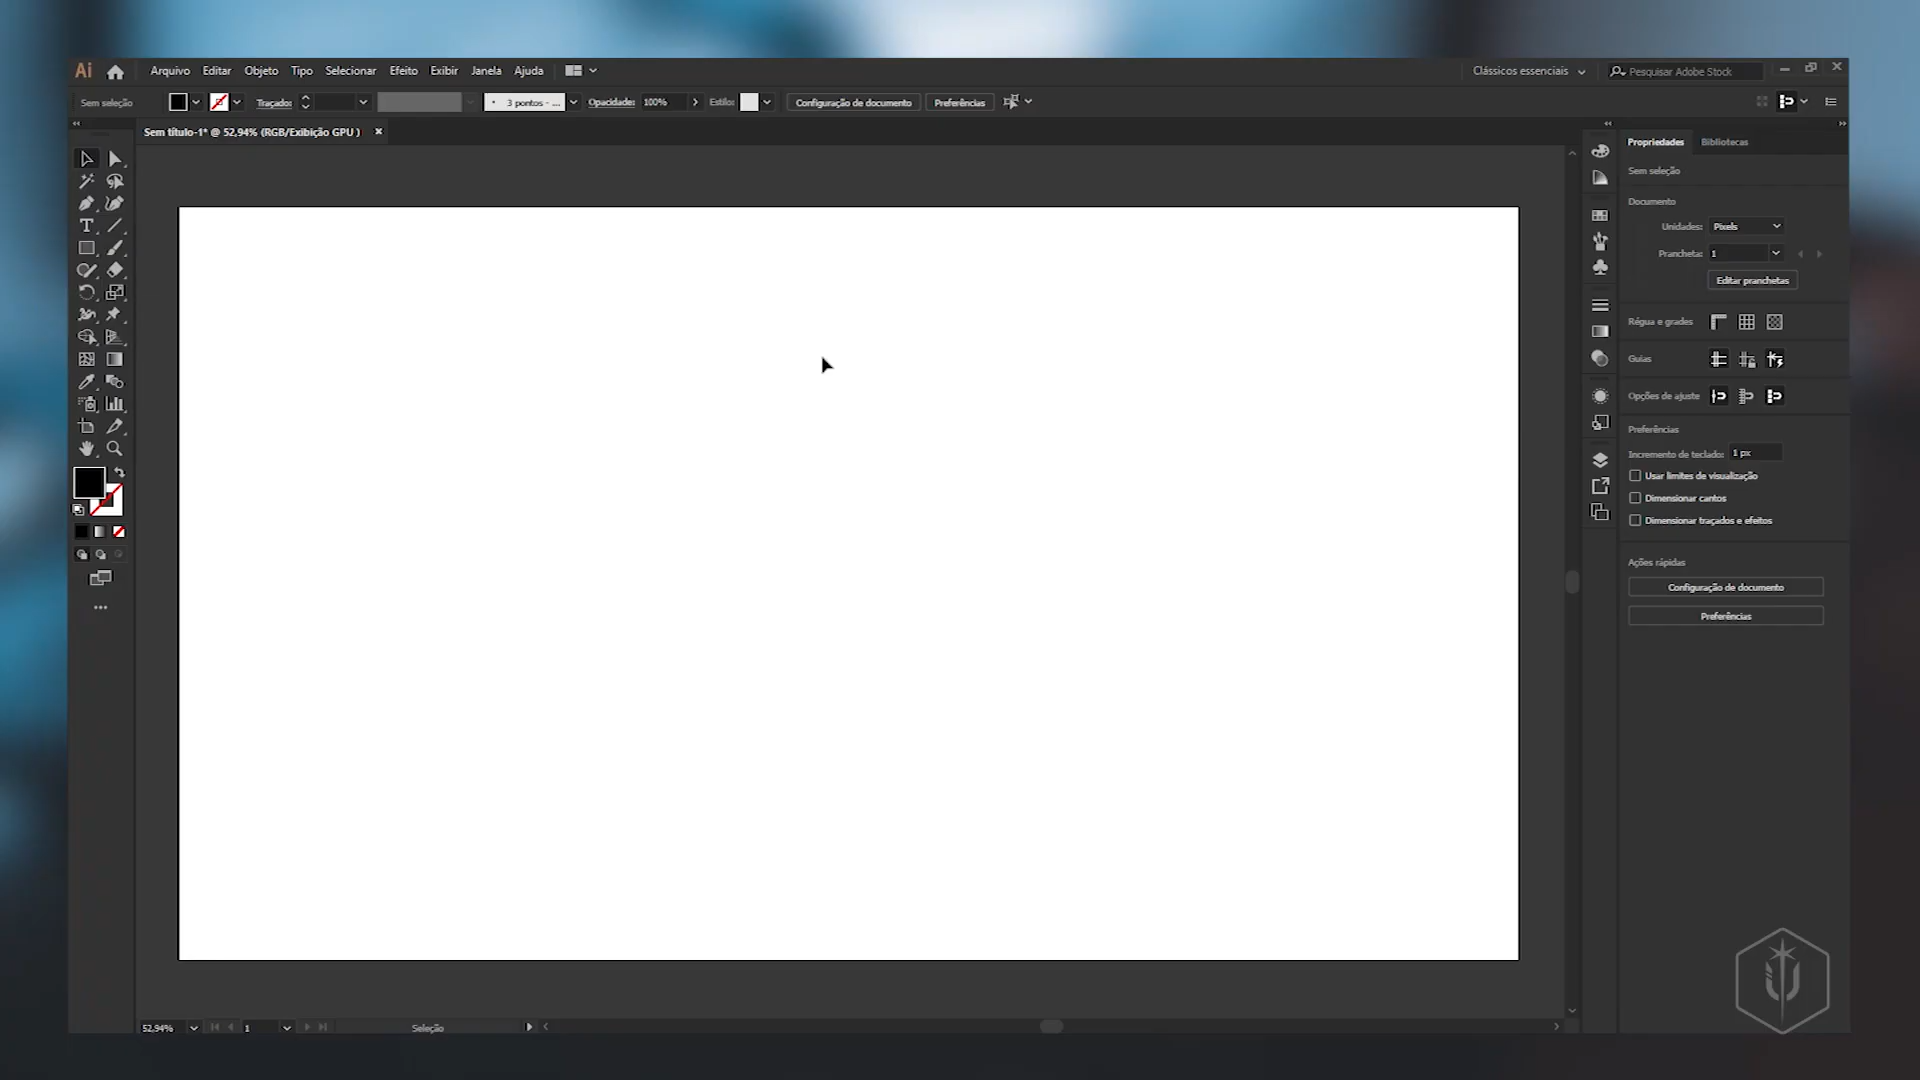 Ai Arquivo Editar Objeto Tipo Selecionar Efeito Exibir Janela Ajuda Clássicos essenciais Pesquisar Adobe Stock
Sem seleção Traçado: 3 pontos - ... Opacidade: 100% Estilo: Configuração de documento Preferências
Sem título-1* @ 52,94% (RGB/Exibição GPU )
Propriedades Bibliotecas
Sem seleção
Documento
Unidades: Pixels
Prancheta: 1
Editar pranchetas
Régua e grades
Guias
Opções de ajuste
Preferências
Incremento de teclado: 1 px
Usar limites de visualização
Dimensionar cantos
Dimensionar traçados e efeitos
Ações rápidas
Configuração de documento
Preferências
52,94% 1 Seleção